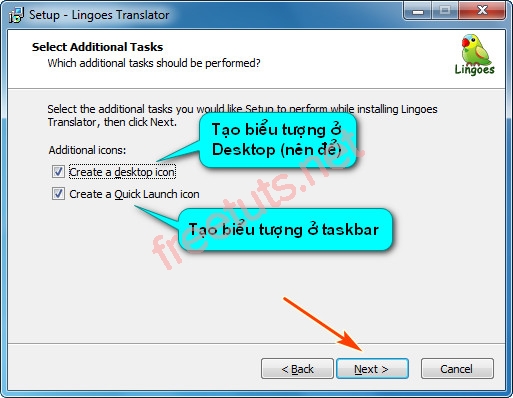 Setup - Lingoes Translator
Select Additional Tasks
Which additional tasks should be performed?
Lingoes
Select the additional tasks you would like Setup to perform while installing Lingoes
Translator, then click Next.
Tạo biểu tượng ở
Desktop (nên để)
Additional icons:
Create a desktop icon
Create a Quick Launch icon
Tạo biểu tượng ở taskbar
freetuts.net
< Back
Next >
Cancel